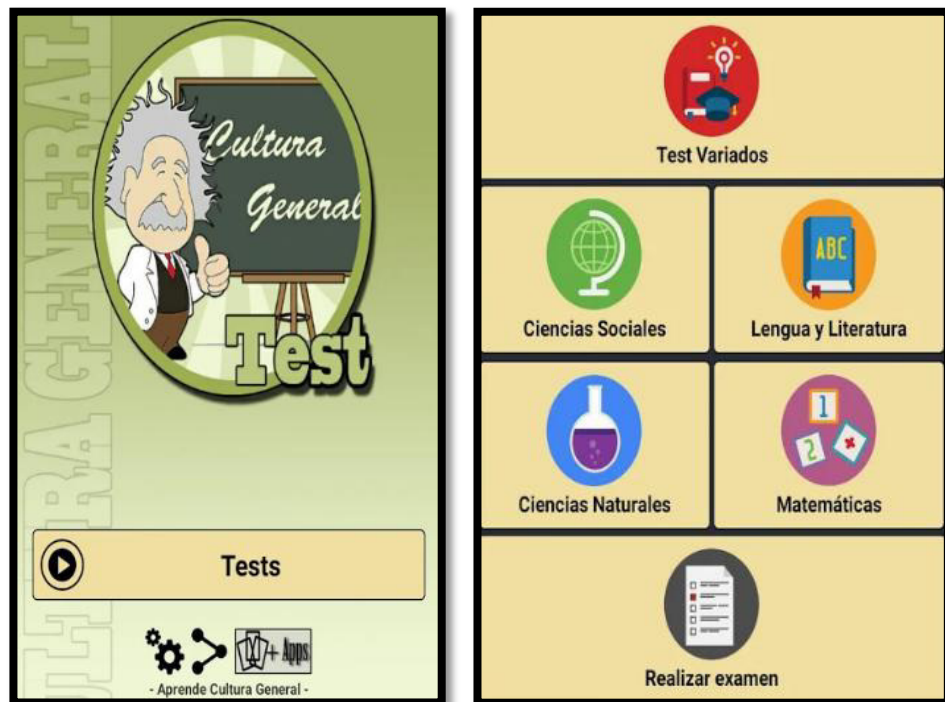 CULTURA GENERAL
Cultura
General
Test
Tests
+ Apps
- Aprende Cultura General -
Test Variados
Ciencias Sociales
ABC
Lengua y Literatura
Ciencias Naturales
1
2
x
Matemáticas
Realizar examen